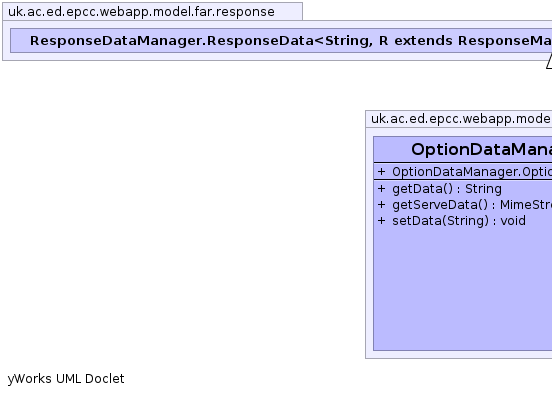 uk.ac.ed.epcc.webapp.model.far.response
ResponseDataManager.ResponseData<String, R extends ResponseMa
uk.ac.ed.epcc.webapp.mode
OptionDataMana
+ OptionDataManager.Optio
+ getData() : String
+ getServeData() : MimeStre
+ setData(String) : void
yWorks UML Doclet